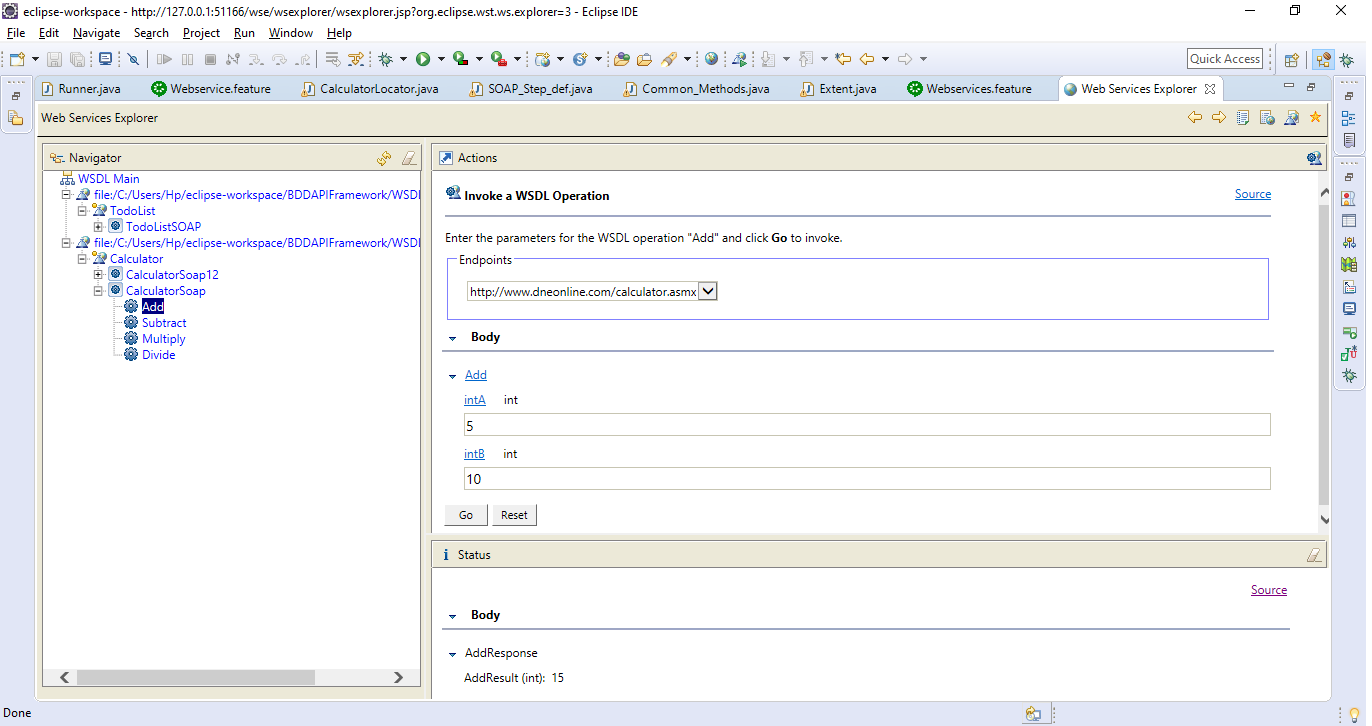 eclipse-workspace - http://127.0.0.1:51166/wse/wsexplorer/wsexplorer.jsp?org.eclipse.wst.ws.explorer=3 - Eclipse IDE
File Edit Navigate Search Project Run Window Help
Quick Access
Runner.java Webservice.feature CalculatorLocator.java SOAP_Step_def.java Common_Methods.java Extent.java Webservices.feature Web Services Explorer
Web Services Explorer
Navigator
WSDL Main
file:/C:/Users/Hp/eclipse-workspace/BDDAPIFramework/WSDL
TodoList
TodoListSOAP
file:/C:/Users/Hp/eclipse-workspace/BDDAPIFramework/WSDL
Calculator
CalculatorSoap12
CalculatorSoap
Add
Subtract
Multiply
Divide
Actions
Invoke a WSDL Operation Source
Enter the parameters for the WSDL operation "Add" and click Go to invoke.
Endpoints
http://www.dneonline.com/calculator.asmx
Body
Add
intA int
5
intB int
10
Go Reset
i Status
Source
Body
AddResponse
AddResult (int): 15
Done